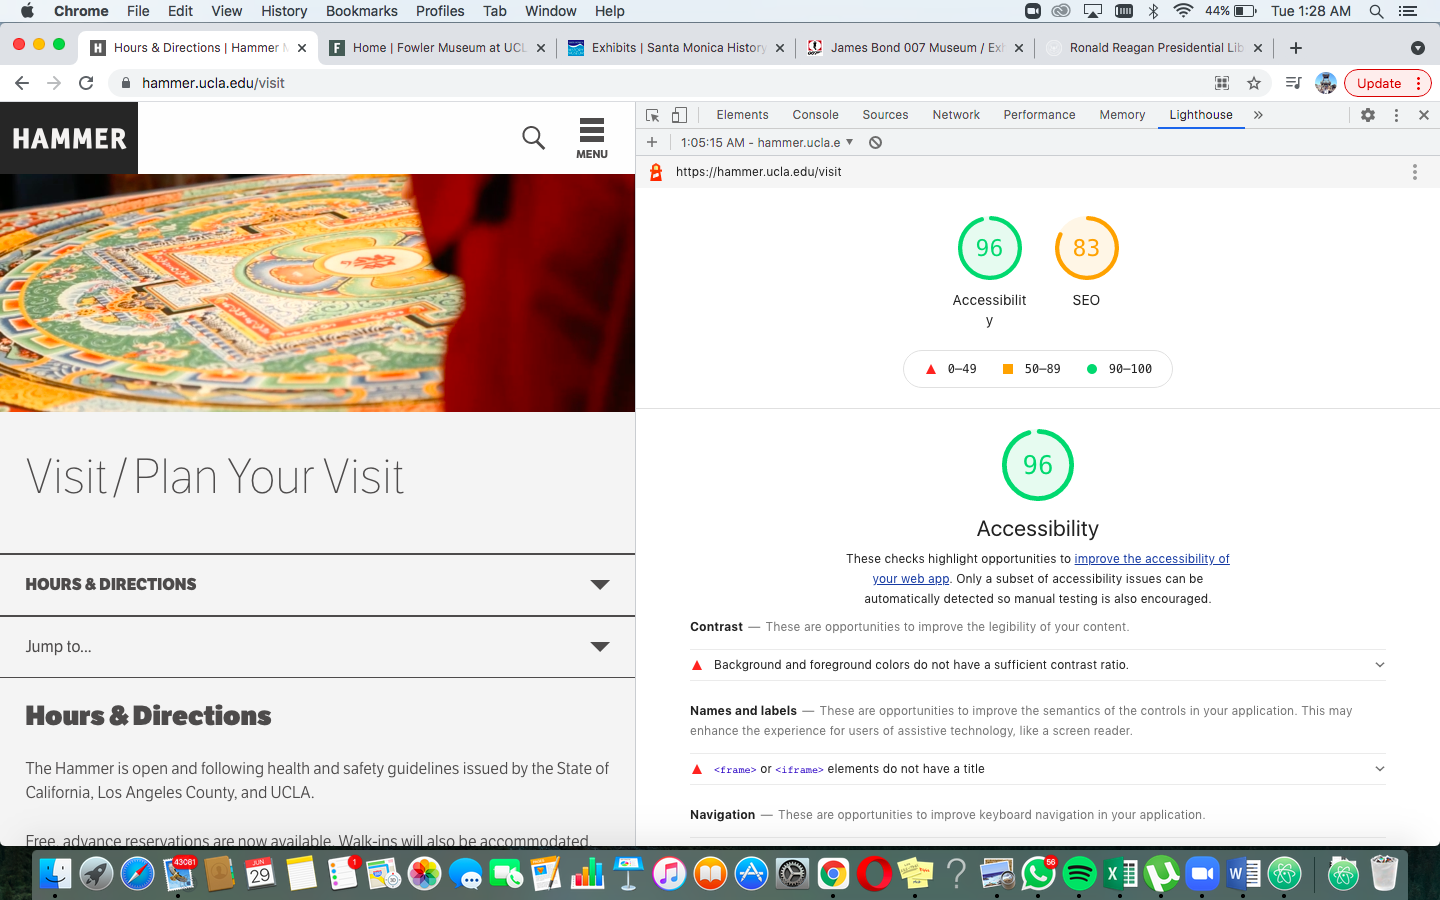 Chrome File Edit View History Bookmarks Profiles Tab Window Help 44% Tue 1:28 AM
Hours & Directions | Hammer M Home | Fowler Museum at UCL Exhibits | Santa Monica History James Bond 007 Museum / Exh Ronald Reagan Presidential Lib
hammer.ucla.edu/visit Update
HAMMER
MENU
Visit / Plan Your Visit
HOURS & DIRECTIONS
Jump to...
Hours & Directions
The Hammer is open and following health and safety guidelines issued by the State of
California, Los Angeles County, and UCLA.
Free, advance reservations are now available. Walk-ins will also be accommodated
Elements Console Sources Network Performance Memory Lighthouse
1:05:15 AM - hammer.ucla.e
https://hammer.ucla.edu/visit
96 83
Accessibilit
y
SEO
0–49 50–89 90–100
96
Accessibility
These checks highlight opportunities to improve the accessibility of
your web app. Only a subset of accessibility issues can be
automatically detected so manual testing is also encouraged.
Contrast — These are opportunities to improve the legibility of your content.
Background and foreground colors do not have a sufficient contrast ratio.
Names and labels — These are opportunities to improve the semantics of the controls in your application. This may
enhance the experience for users of assistive technology, like a screen reader.
<frame> or <iframe> elements do not have a title
Navigation — These are opportunities to improve keyboard navigation in your application.
43081 JUN 29 1 56